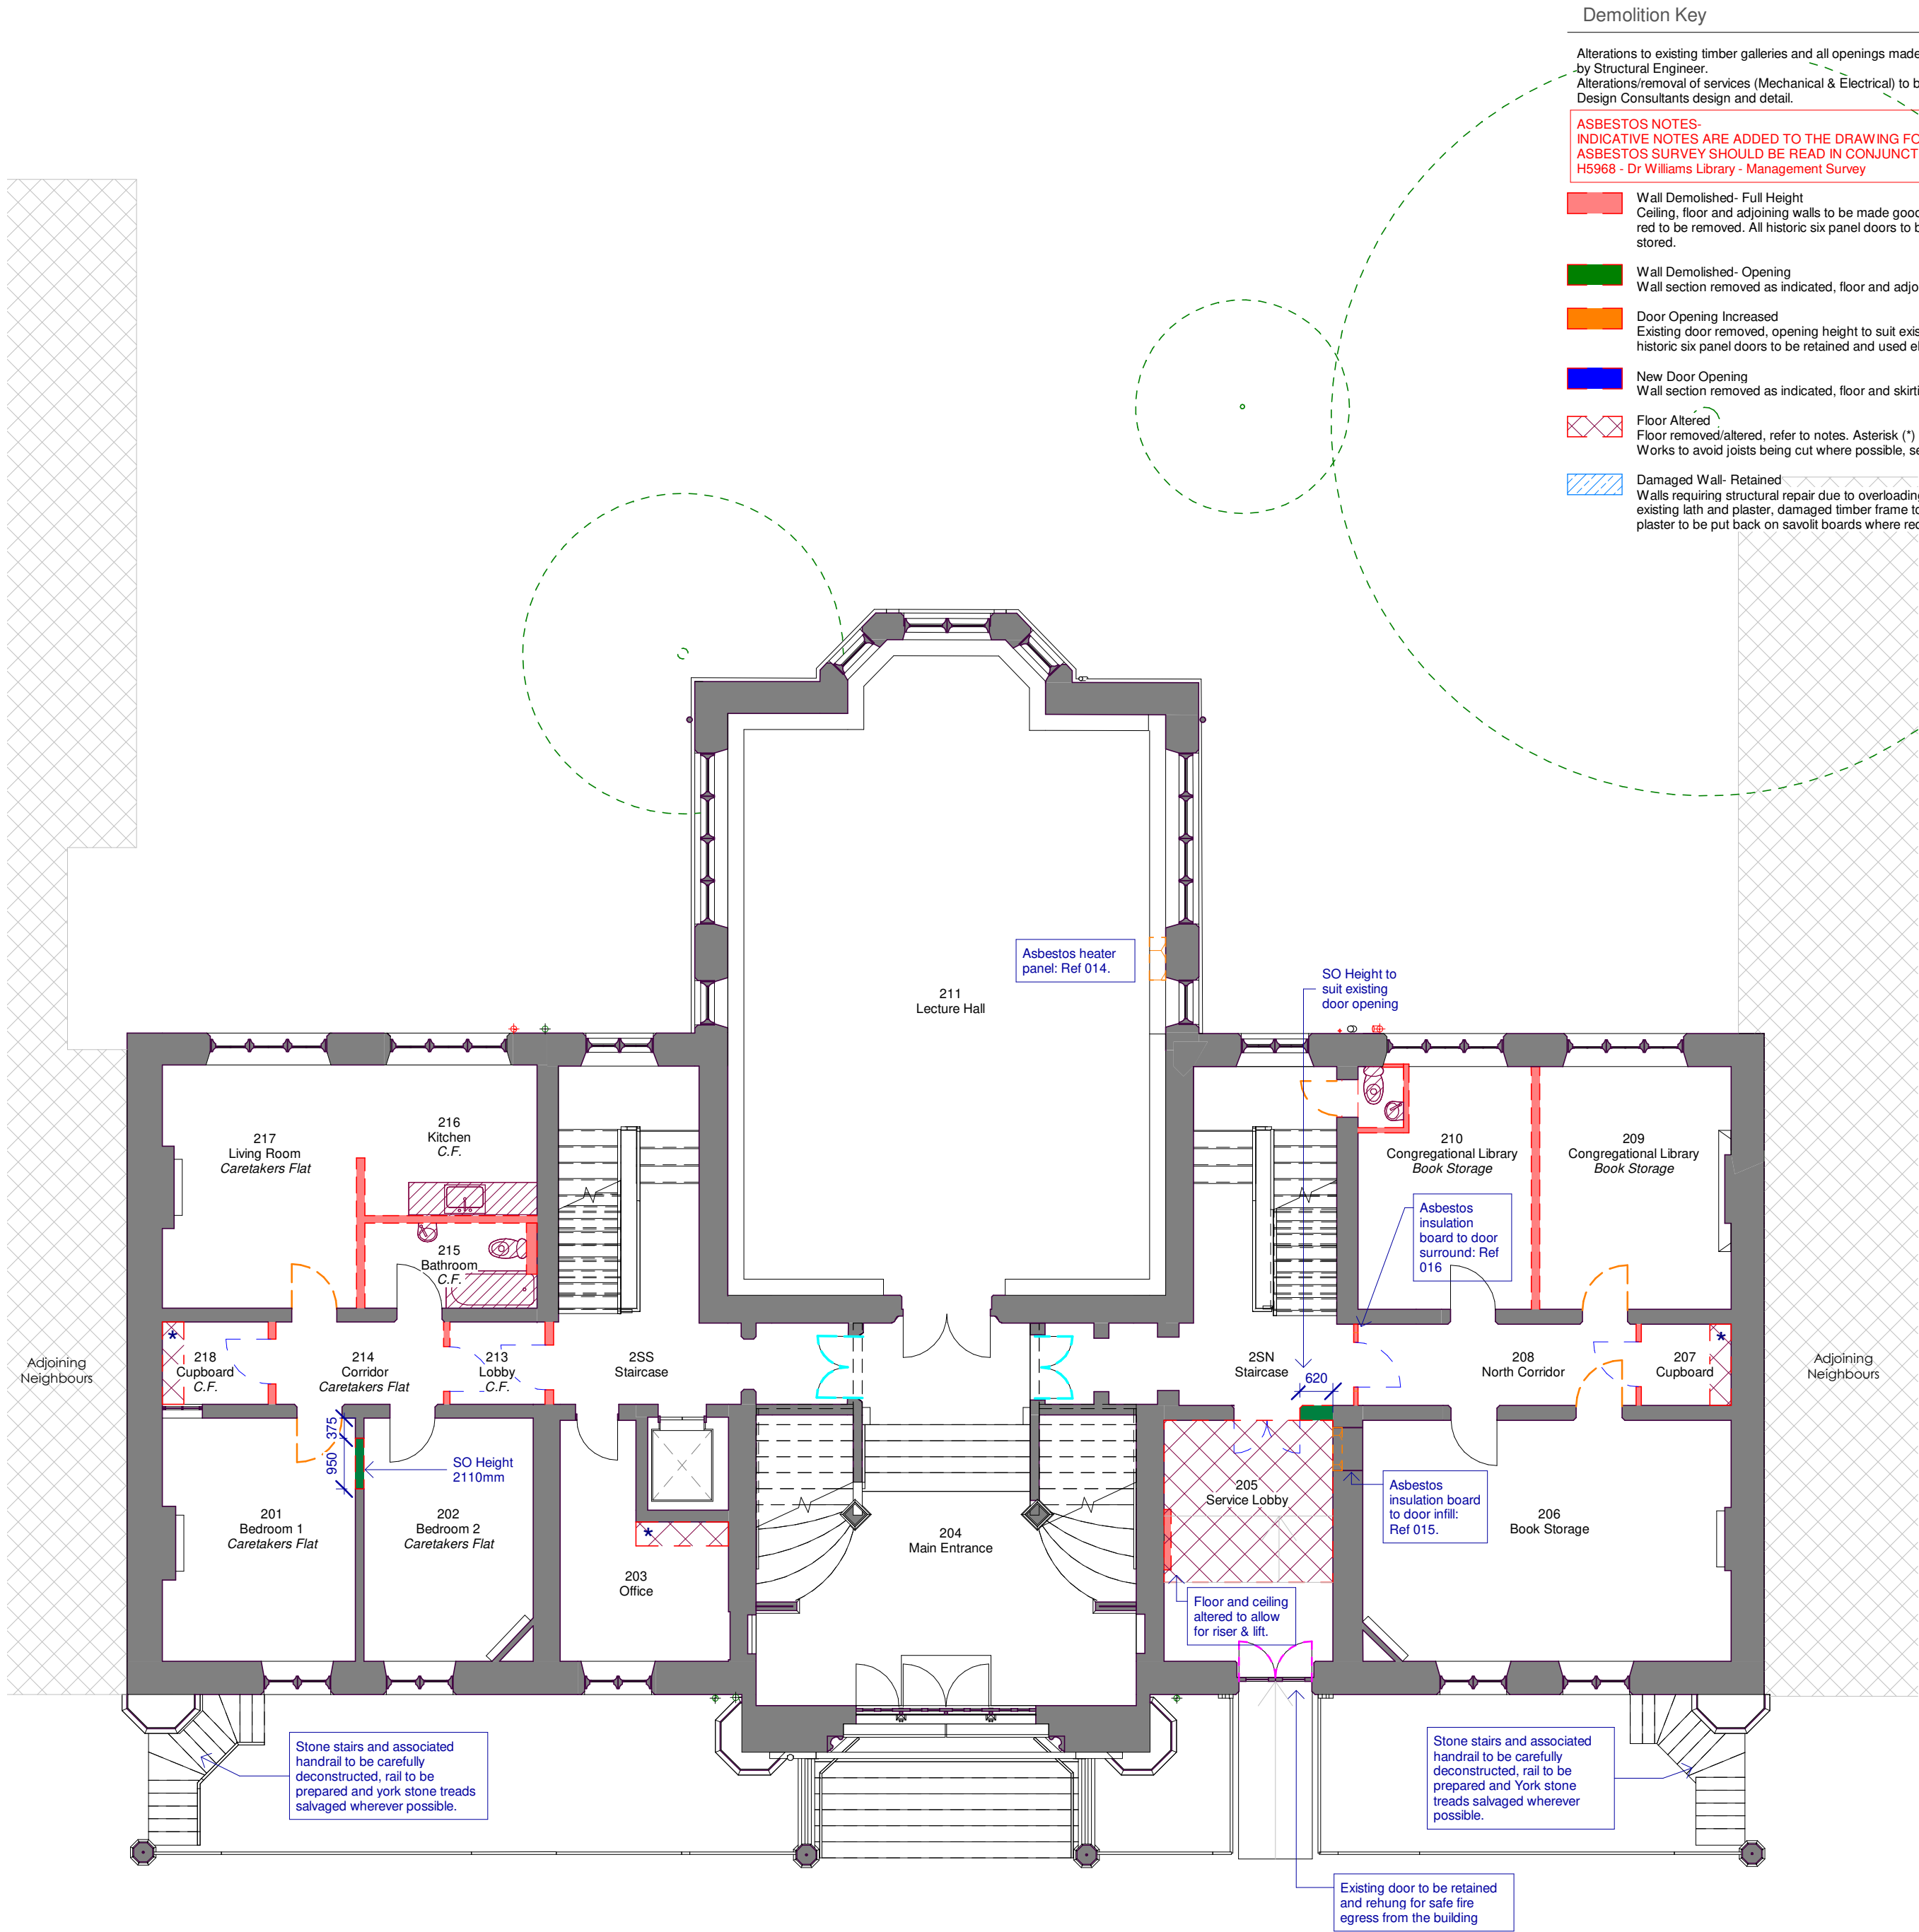 Demolition Key
Alterations to existing timber galleries and all openings made
by Structural Engineer.
Alterations/removal of services (Mechanical & Electrical) to b
Design Consultants design and detail.
ASBESTOS NOTES-
INDICATIVE NOTES ARE ADDED TO THE DRAWING FO
ASBESTOS SURVEY SHOULD BE READ IN CONJUNCT
H5968 - Dr Williams Library - Management Survey
Wall Demolished- Full Height
Ceiling, floor and adjoining walls to be made good
red to be removed. All historic six panel doors to b
stored.
Wall Demolished- Opening
Wall section removed as indicated, floor and adjo
Door Opening Increased
Existing door removed, opening height to suit exis
historic six panel doors to be retained and used el
New Door Opening
Wall section removed as indicated, floor and skirti
Floor Altered
Floor removed/altered, refer to notes. Asterisk (*)
Works to avoid joists being cut where possible, se
Damaged Wall- Retained
Walls requiring structural repair due to overloading
existing lath and plaster, damaged timber frame to
plaster to be put back on savolit boards where req
Asbestos heater
panel: Ref 014.
211
Lecture Hall
SO Height to
suit existing
door opening
217
Living Room
Caretakers Flat
216
Kitchen
C.F.
215
Bathroom
C.F.
210
Congregational Library
Book Storage
209
Congregational Library
Book Storage
Asbestos
insulation
board to door
surround: Ref
016
Adjoining
Neighbours
*
218
Cupboard
C.F.
214
Corridor
Caretakers Flat
213
Lobby
C.F.
2SS
Staircase
2SN
Staircase
620
208
North Corridor
207
Cupboard
*
Adjoining
Neighbours
375
950
SO Height
2110mm
201
Bedroom 1
Caretakers Flat
202
Bedroom 2
Caretakers Flat
*
203
Office
204
Main Entrance
205
Service Lobby
Asbestos
insulation board
to door infill:
Ref 015.
206
Book Storage
Floor and ceiling
altered to allow
for riser & lift.
Stone stairs and associated
handrail to be carefully
deconstructed, rail to be
prepared and york stone treads
salvaged wherever possible.
Stone stairs and associated
handrail to be carefully
deconstructed, rail to be
prepared and York stone
treads salvaged wherever
possible.
Existing door to be retained
and rehung for safe fire
egress from the building